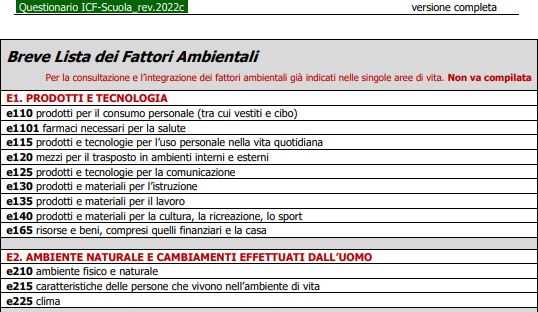 Questionario ICF-Scuola_rev.2022c versione completa
Breve Lista dei Fattori Ambientali
Per la consultazione e l'integrazione dei fattori ambientali già indicati nelle singole aree di vita. Non va compilata
E1. PRODOTTI E TECNOLOGIA
e110 prodotti per il consumo personale (tra cui vestiti e cibo)
e1101 farmaci necessari per la salute
e115 prodotti e tecnologie per l'uso personale nella vita quotidiana
e120 mezzi per il trasposto in ambienti interni e esterni
e125 prodotti e tecnologie per la comunicazione
e130 prodotti e materiali per l'istruzione
e135 prodotti e materiali per il lavoro
e140 prodotti e materiali per la cultura, la ricreazione, lo sport
e165 risorse e beni, compresi quelli finanziari e la casa
E2. AMBIENTE NATURALE E CAMBIAMENTI EFFETTUATI DALL'UOMO
e210 ambiente fisico e naturale
e215 caratteristiche delle persone che vivono nell'ambiente di vita
e225 clima